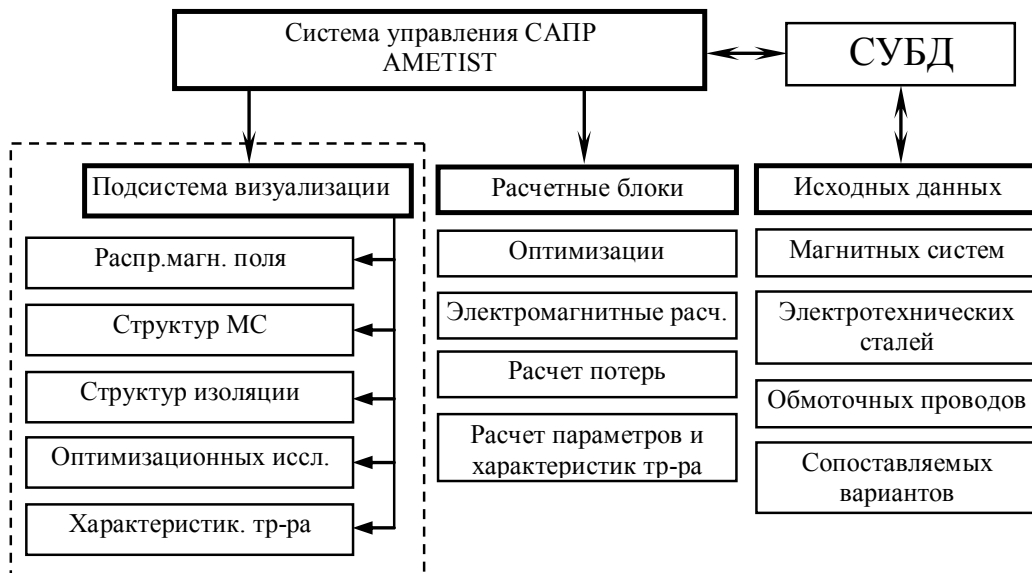 Система управления САПР
AMETIST
СУБД
Подсистема визуализации
Распр.магн. поля
Структур МС
Структур изоляции
Оптимизационных иссл.
Характеристик. тр-ра
Расчетные блоки
Оптимизации
Электромагнитные расч.
Расчет потерь
Расчет параметров и
характеристик тр-ра
Исходных данных
Магнитных систем
Электротехнических
сталей
Обмоточных проводов
Сопоставляемых
вариантов